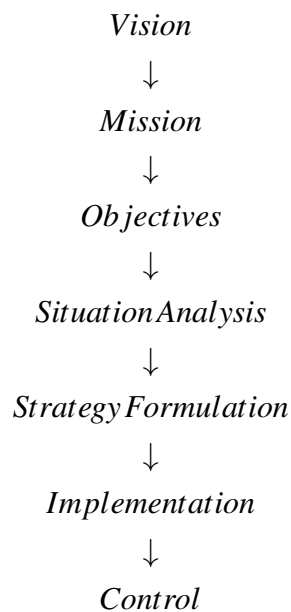 Vision
↓
Mission
↓
Objectives
↓
Situation Analysis
↓
Strategy Formulation
↓
Implementation
↓
Control